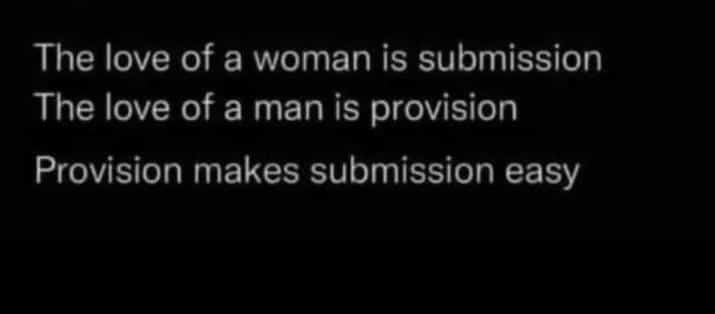 The love of a woman is submission
The love of a man is provision
Provision makes submission easy